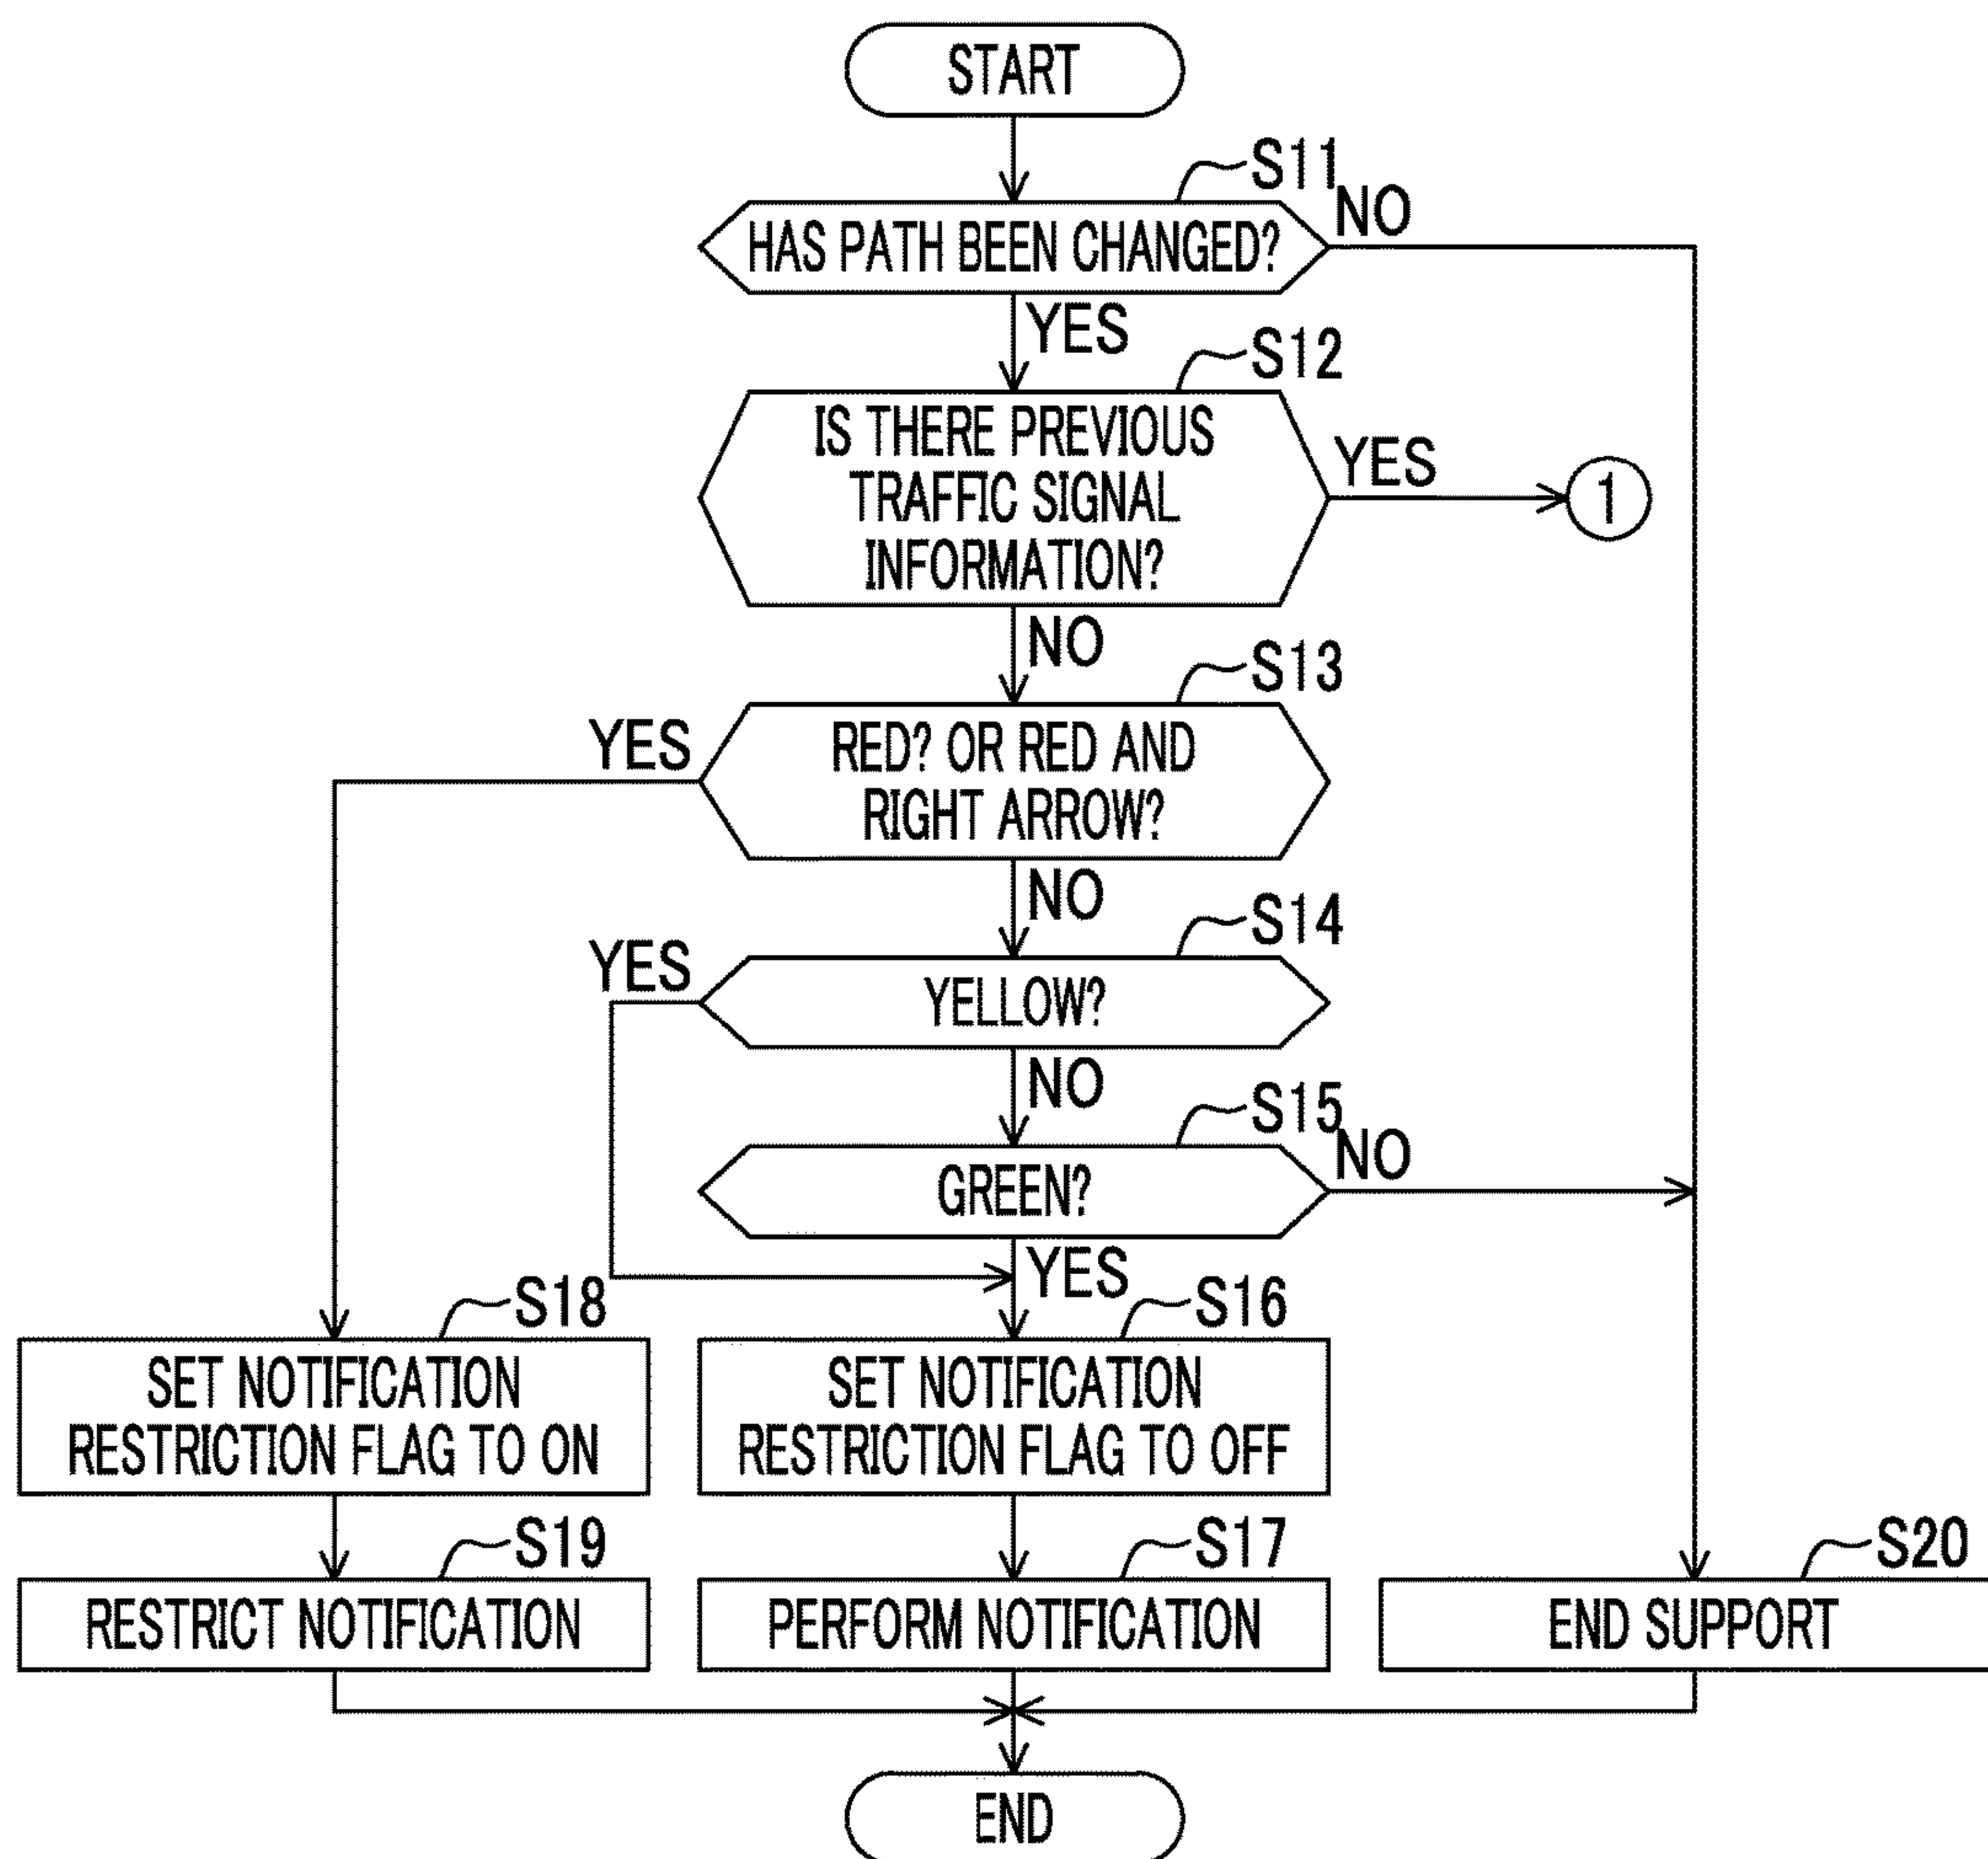 START
S11
HAS PATH BEEN CHANGED?
NO
YES
S12
IS THERE PREVIOUS
TRAFFIC SIGNAL
INFORMATION?
YES
1
NO
S13
YES
RED? OR RED AND
RIGHT ARROW?
NO
S14
YES
YELLOW?
NO
S15
NO
GREEN?
YES
S18
S16
SET NOTIFICATION
RESTRICTION FLAG TO ON
SET NOTIFICATION
RESTRICTION FLAG TO OFF
S19
S17
S20
RESTRICT NOTIFICATION
PERFORM NOTIFICATION
END SUPPORT
END